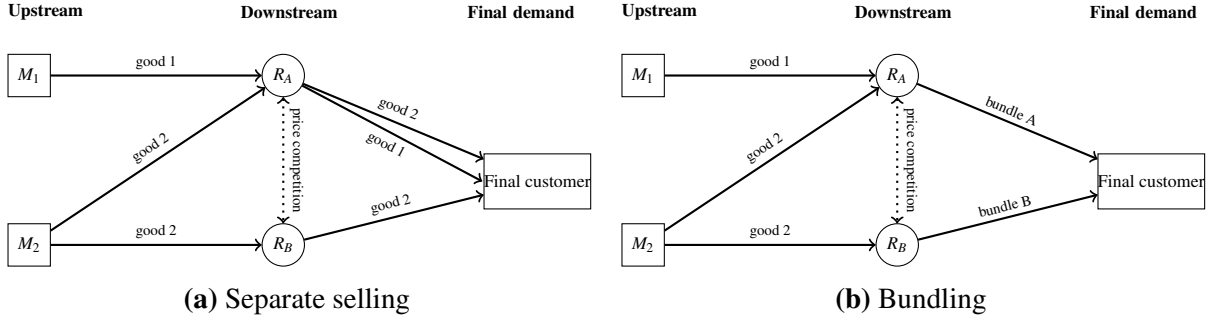 Upstream Downstream Final demand
M1 good 1 RA good 2
good 1
good 2 price competition Final customer
good 2
M2 good 2 RB
(a) Separate selling
Upstream Downstream Final demand
M1 good 1 RA bundle A
good 2 price competition Final customer
bundle B
M2 good 2 RB
(b) Bundling